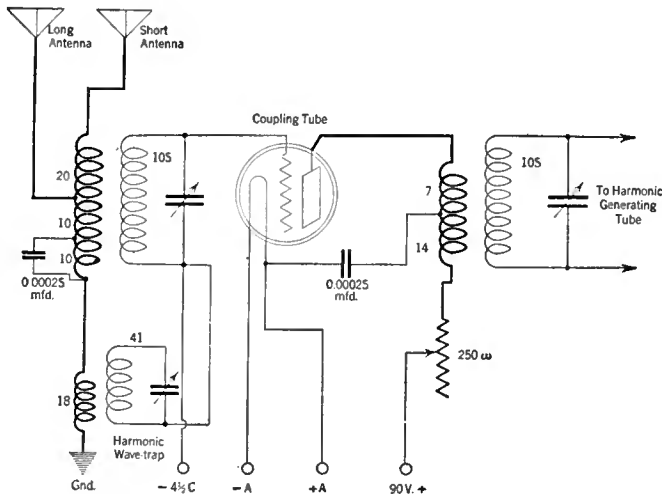 Long
Antenna
Short
Antenna
Coupling Tube
20
105
10
10
0.00025
mfd.
7
14
105
To Harmonic
Generating
Tube
0.00025
mfd.
41
18
250 ω
Harmonic
Wave-trap
Gnd.
- 4½ C
- A
+A
90 V. +